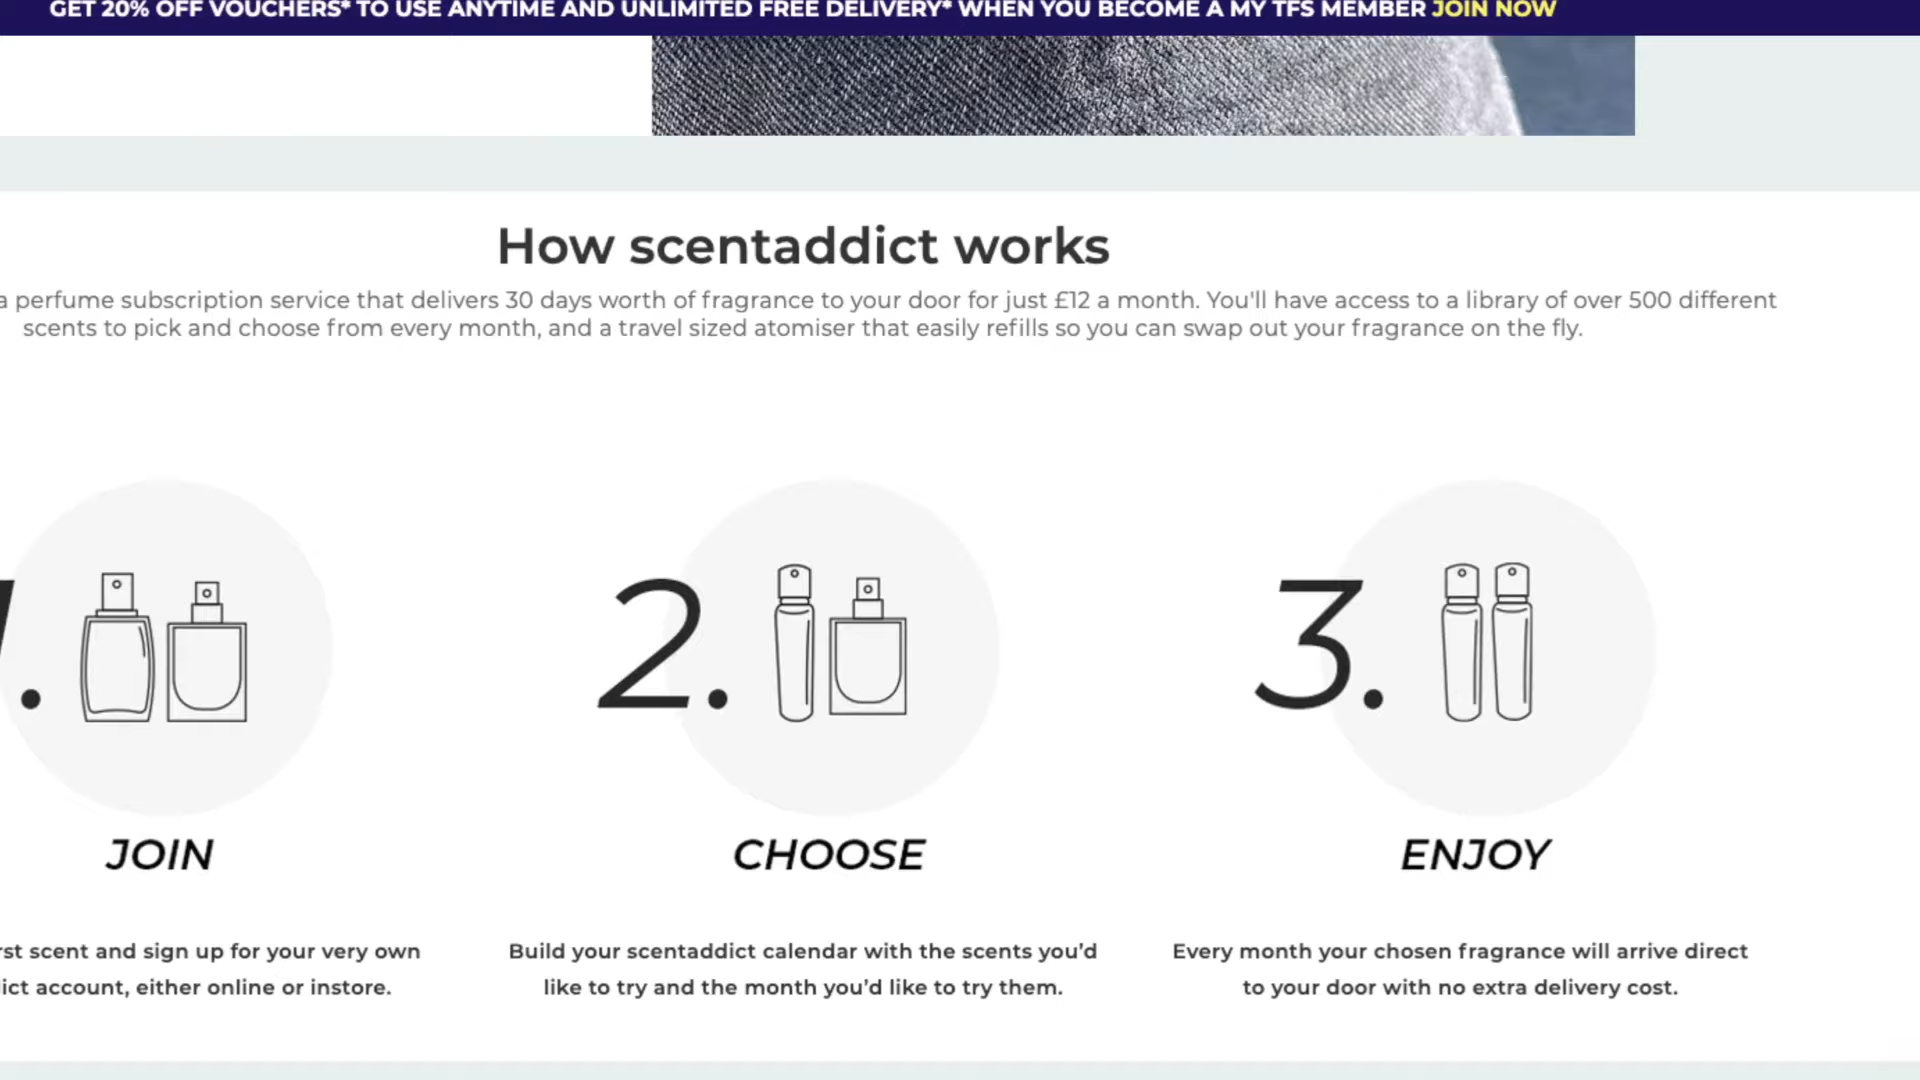 GET 20% OFF VOUCHERS* TO USE ANYTIME AND UNLIMITED FREE DELIVERY* WHEN YOU BECOME A MY TFS MEMBER JOIN NOW
How scentaddict works
a perfume subscription service that delivers 30 days worth of fragrance to your door for just £12 a month. You'll have access to a library of over 500 different
scents to pick and choose from every month, and a travel sized atomiser that easily refills so you can swap out your fragrance on the fly.
2. 3.
JOIN CHOOSE ENJOY
scent and sign up for your very own
account, either online or instore.
Build your scentaddict calendar with the scents you’d
like to try and the month you’d like to try them.
Every month your chosen fragrance will arrive direct
to your door with no extra delivery cost.